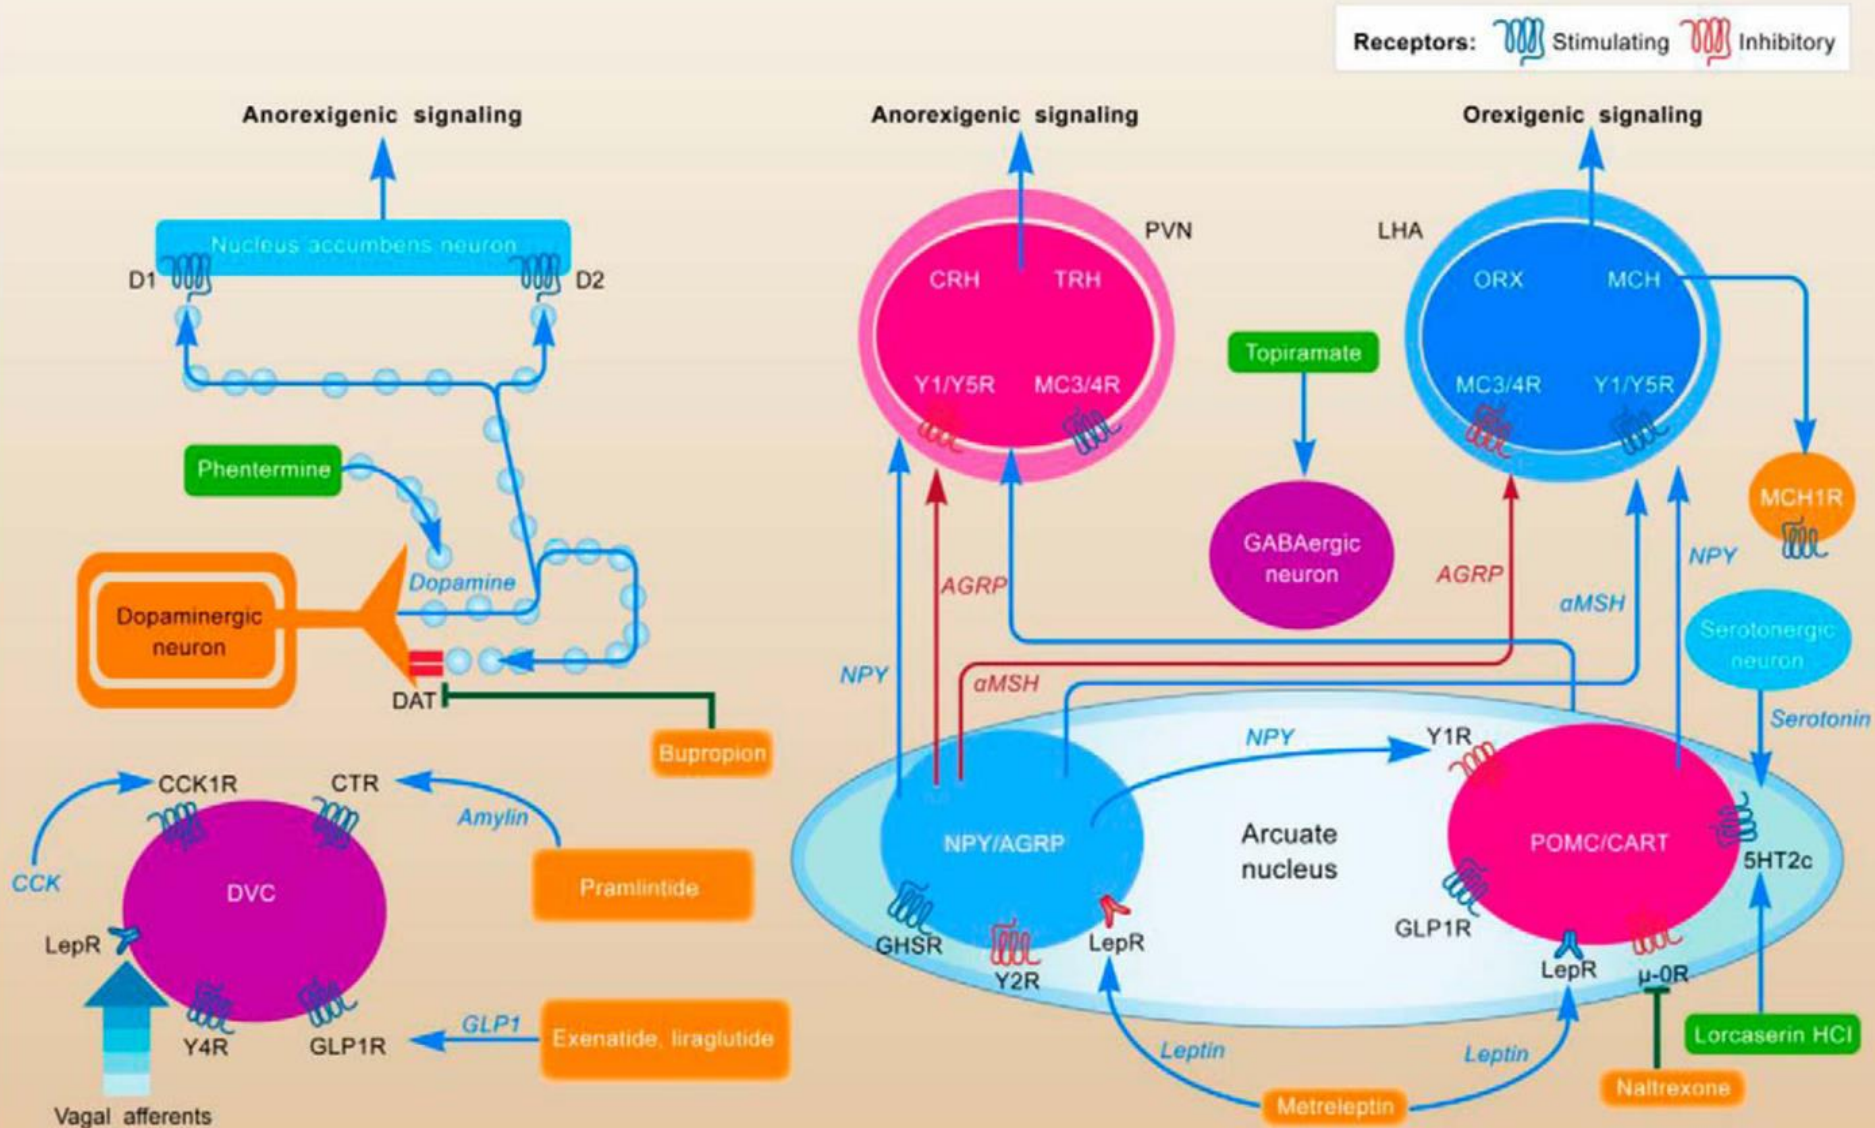 Receptors: Stimulating Inhibitory
Anorexigenic signaling
Nucleus accumbens neuron
D1
D2
Phentermine
Dopamine
Dopaminergic
neuron
DAT
Bupropion
CCK1R
CTR
Amylin
CCK
DVC
Pramlintide
LepR
Y4R
GLP1R
GLP1
Exenatide, liraglutide
Vagal afferents
Anorexigenic signaling
PVN
CRH
TRH
Y1/Y5R
MC3/4R
Orexigenic signaling
LHA
ORX
MCH
MC3/4R
Y1/Y5R
Topiramate
GABAergic
neuron
MCH1R
NPY
AGRP
αMSH
AGRP
αMSH
NPY
Serotonergic
neuron
Serotonin
NPY
Y1R
NPY/AGRP
Arcuate
nucleus
POMC/CART
5HT2c
GHSR
Y2R
LepR
GLP1R
LepR
μ-0R
Leptin
Leptin
Metreleptin
Naltrexone
Lorcaserin HCl